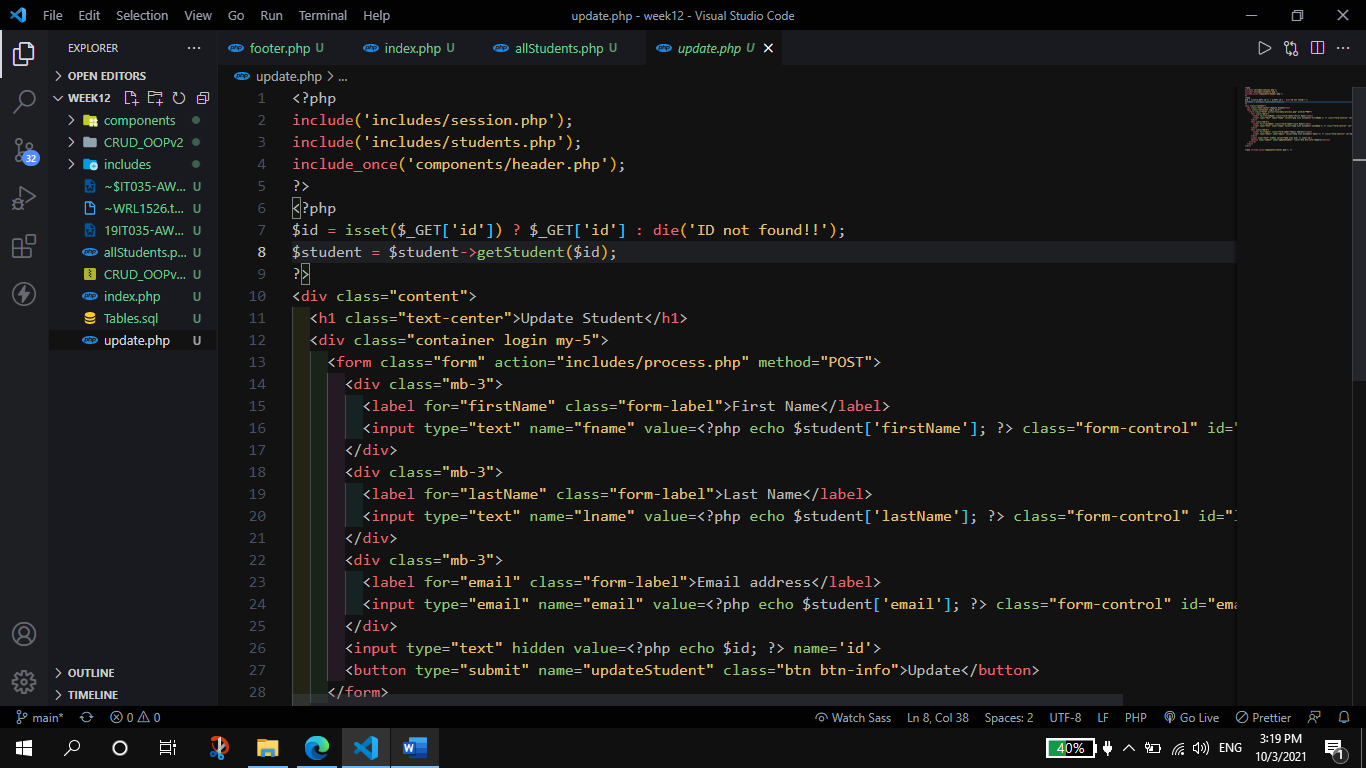 File Edit Selection View Go Run Terminal Help update.php - week12 - Visual Studio Code
EXPLORER
OPEN EDITORS
WEEK12
components
CRUD_OOPv2
includes
~$IT035-AW... U
~WRL1526.t... U
19IT035-AW... U
allStudents.p... U
CRUD_OOPv... U
index.php U
Tables.sql U
update.php U
OUTLINE
TIMELINE
32
footer.php U index.php U allStudents.php U update.php U
update.php > ...
1 <?php
2 include('includes/session.php');
3 include('includes/students.php');
4 include_once('components/header.php');
5 ?>
6 <?php
7 $id = isset($_GET['id']) ? $_GET['id'] : die('ID not found!!');
8 $student = $student->getStudent($id);
9 ?>
10 <div class="content">
11 <h1 class="text-center">Update Student</h1>
12 <div class="container login my-5">
13 <form class="form" action="includes/process.php" method="POST">
14 <div class="mb-3">
15 <label for="firstName" class="form-label">First Name</label>
16 <input type="text" name="fname" value=<?php echo $student['firstName']; ?> class="form-control" id="
17 </div>
18 <div class="mb-3">
19 <label for="lastName" class="form-label">Last Name</label>
20 <input type="text" name="lname" value=<?php echo $student['lastName']; ?> class="form-control" id="l
21 </div>
22 <div class="mb-3">
23 <label for="email" class="form-label">Email address</label>
24 <input type="email" name="email" value=<?php echo $student['email']; ?> class="form-control" id="ema
25 </div>
26 <input type="text" hidden value=<?php echo $id; ?> name='id'>
27 <button type="submit" name="updateStudent" class="btn btn-info">Update</button>
28 </form>
main* 0 0 Watch Sass Ln 8, Col 38 Spaces: 2 UTF-8 LF PHP Go Live Prettier
40% ENG 3:19 PM
10/3/2021 1